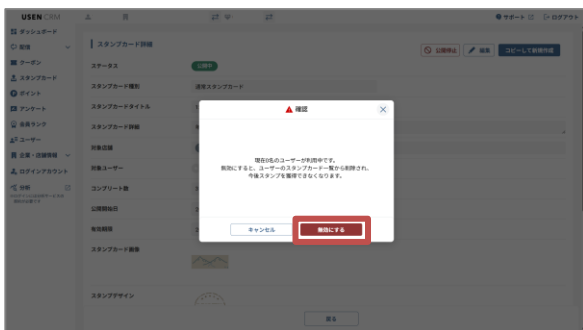 USEN CRM
サポート
ログアウト
ダッシュボード
配信
クーポン
スタンプカード
ポイント
アンケート
会員ランク
ユーザー
企業・店舗情報
ログインアカウント
分析
スタンプカード詳細
公開停止
編集
コピーして新規作成
ステータス
公開中
スタンプカード種別
通常スタンプカード
スタンプカードタイトル
スタンプカード詳細
対象店舗
対象ユーザー
コンプリート数
公開開始日
有効期限
スタンプカード画像
スタンプデザイン
確認
現在0名のユーザーが利用中です。
無効にすると、ユーザーのスタンプカード一覧から削除され、
今後スタンプを獲得できなくなります。
キャンセル
無効にする
戻る